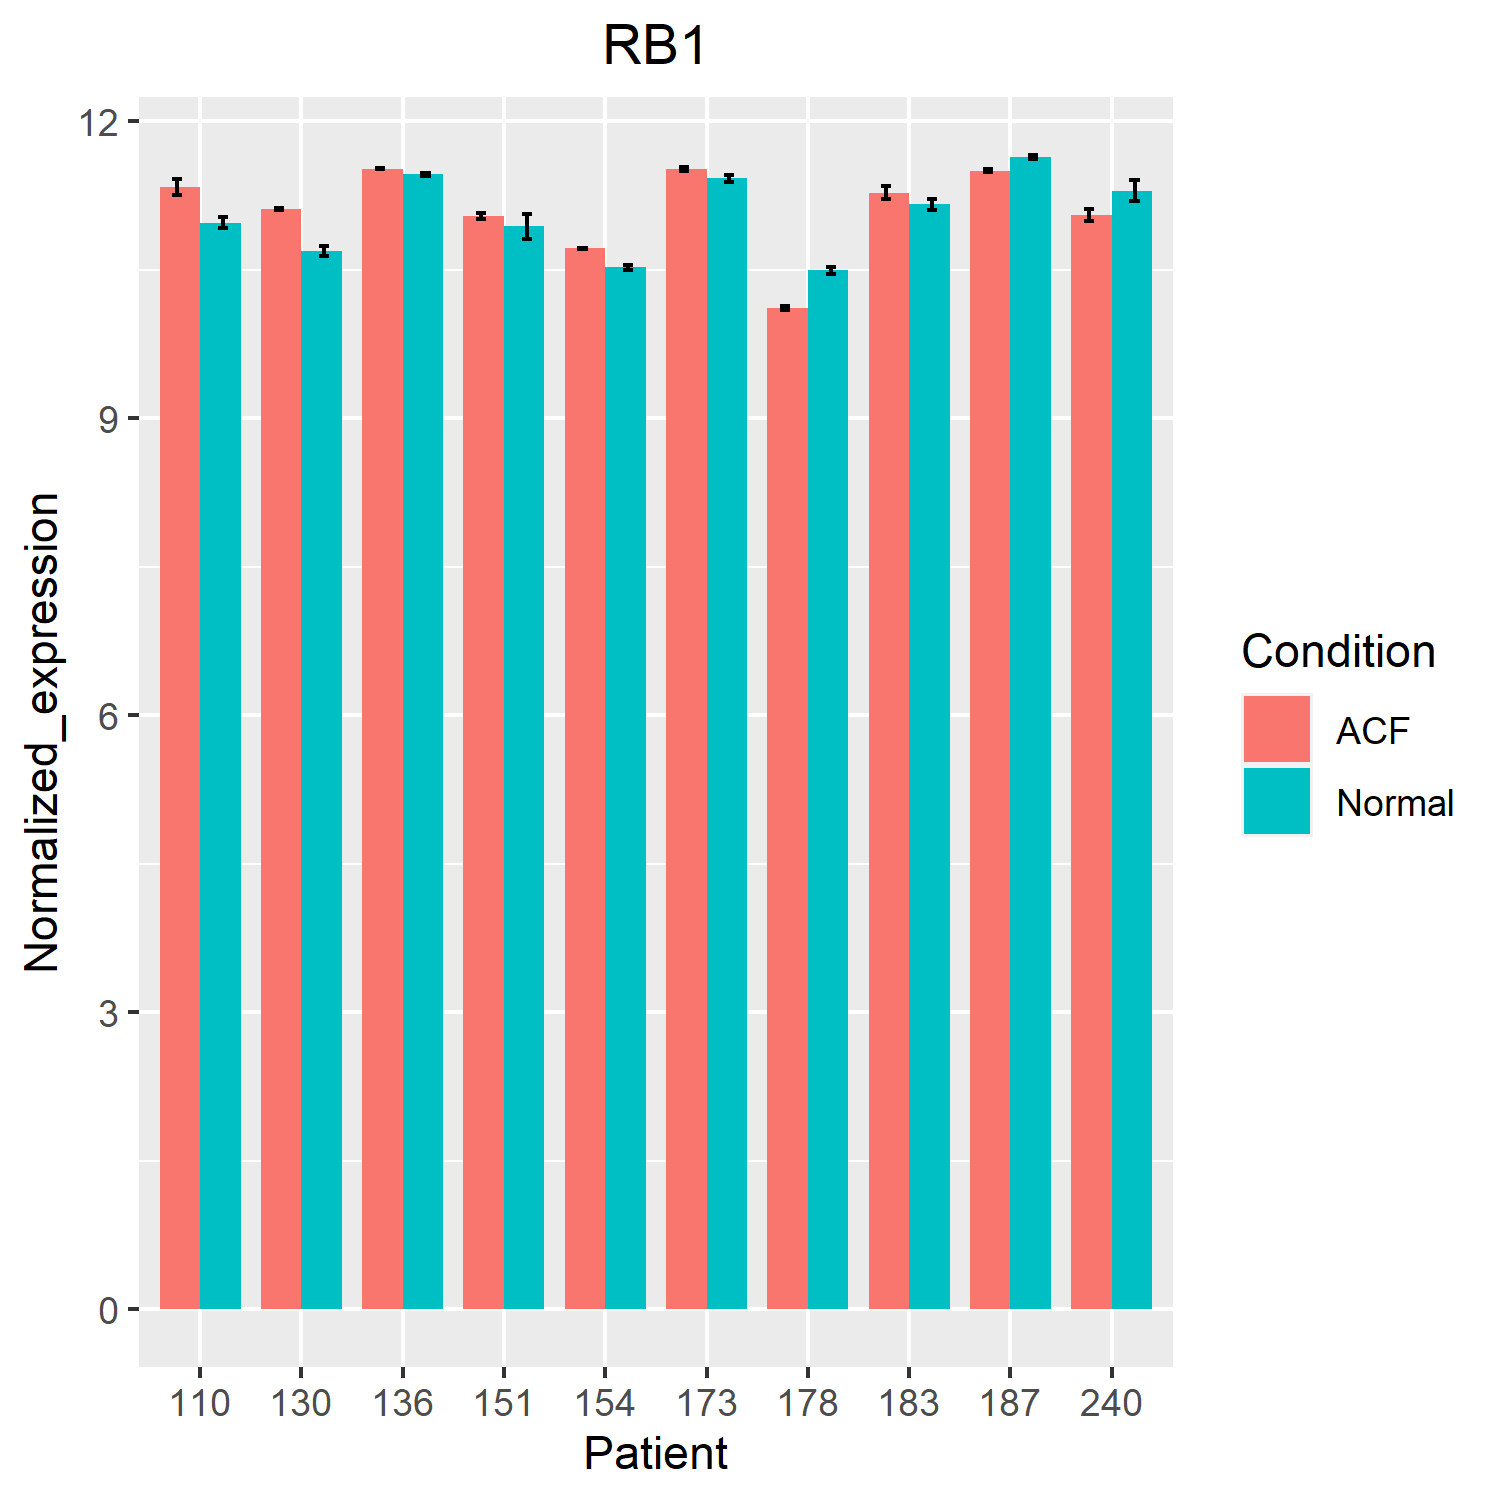 RB1
12
9
6
3
0
Normalized_expression
110 130 136 151 154 173 178 183 187 240
Patient
Condition
ACF
Normal